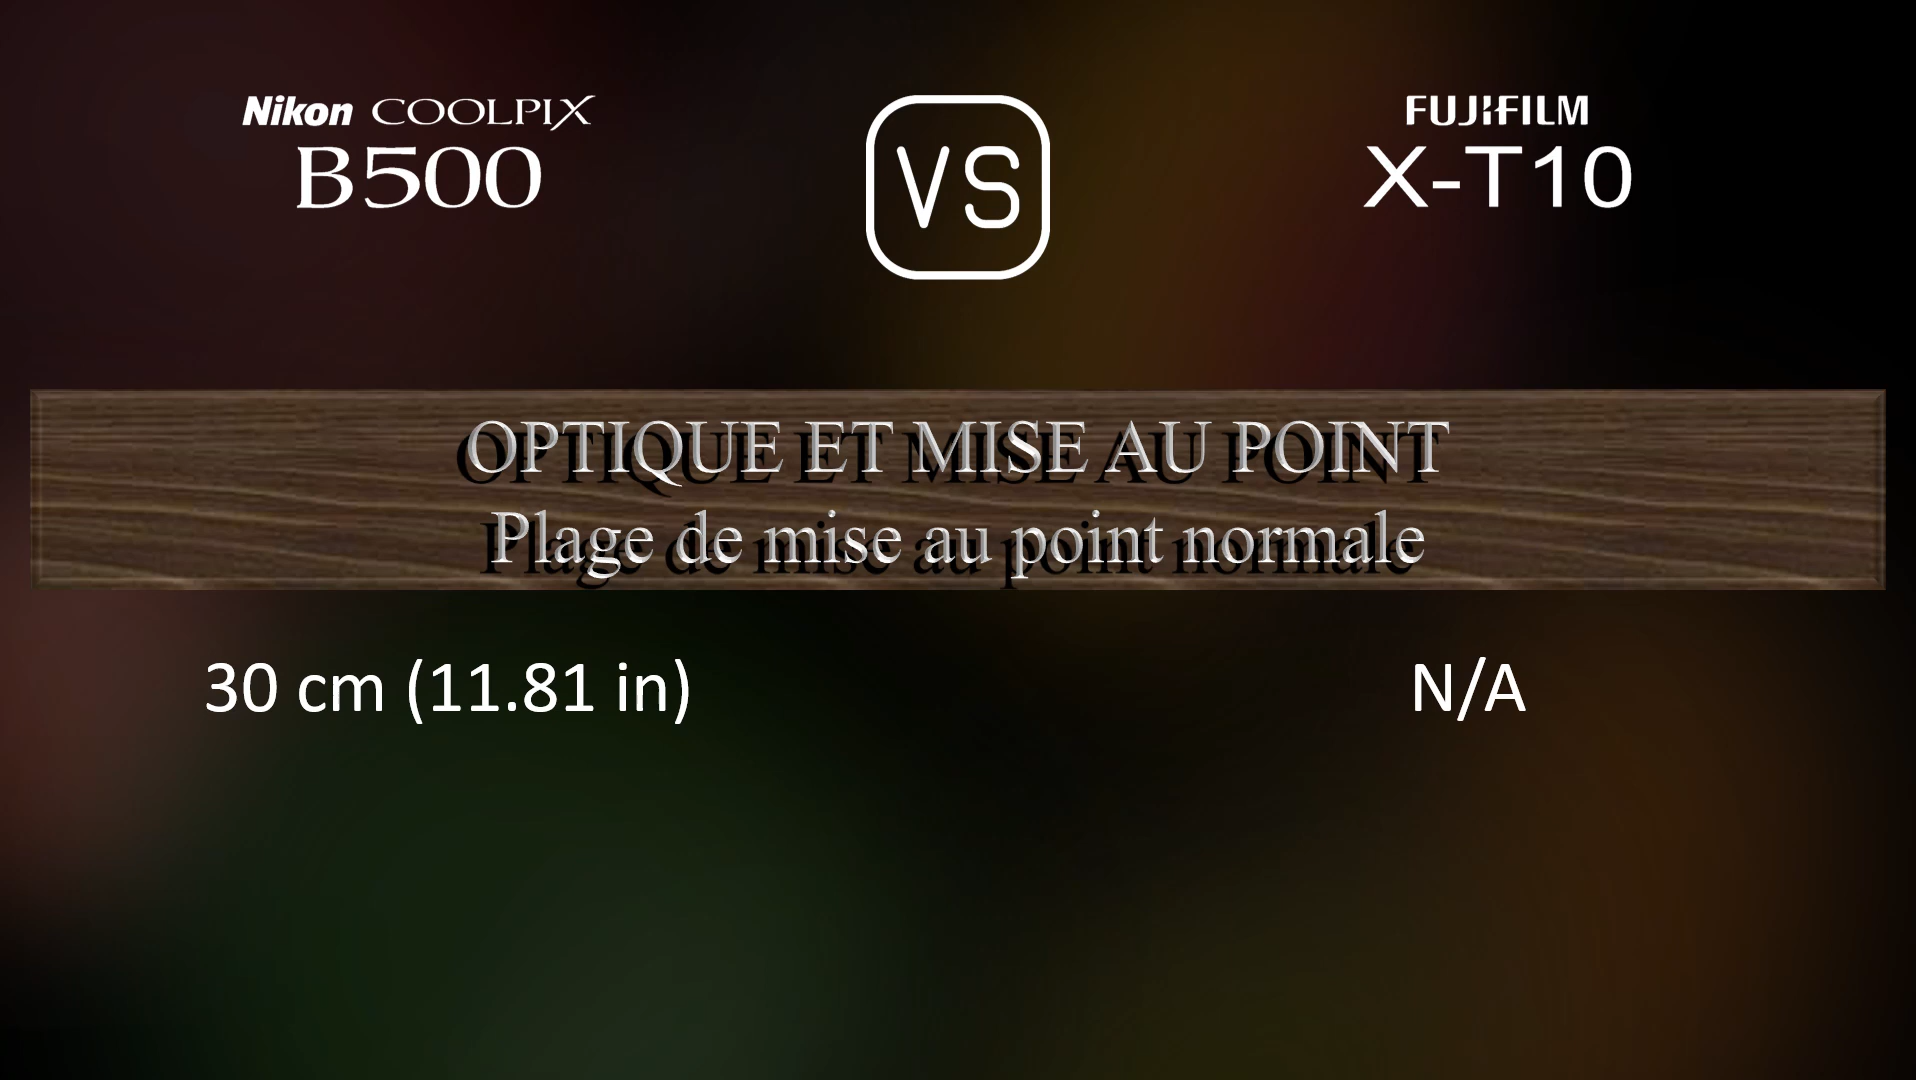 Nikon COOLPIX
B500
VS
FUJIFILM
X-T10
OPTIQUE ET MISE AU POINT
Plage de mise au point normale
30 cm (11.81 in)
N/A